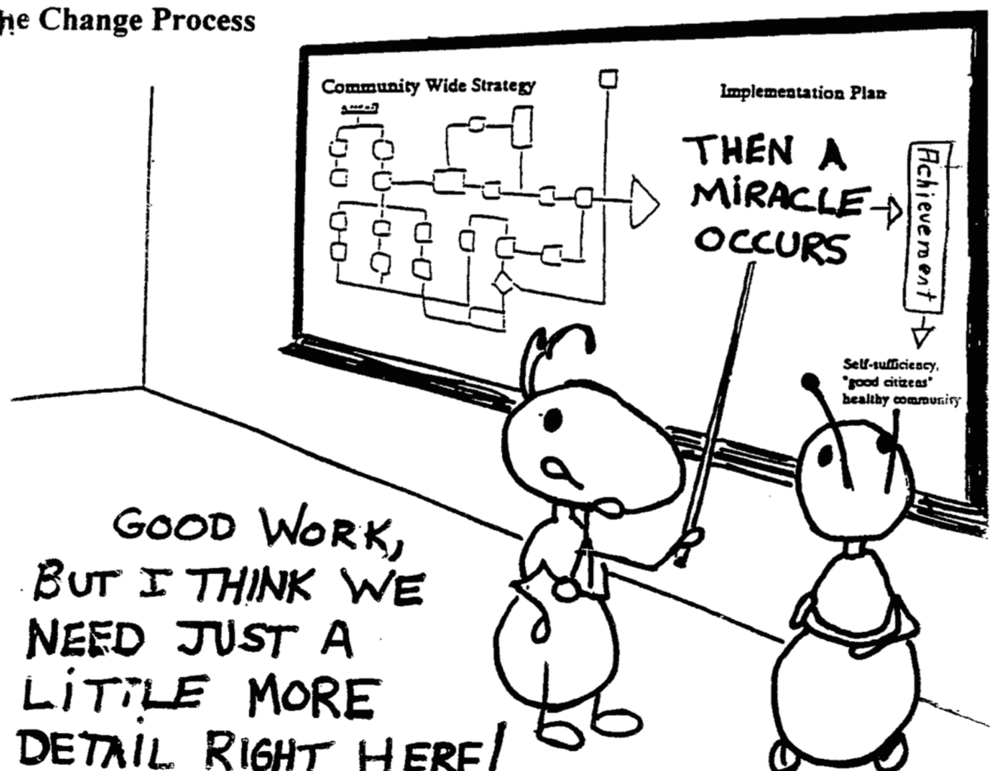 he Change Process
Community Wide Strategy
Implementation Plan
THEN A
MiRACLE
OCCURS
Achievement
Self-sufficiency,
"good citizens"
healthy community
GOOD WORK,
BUT I THINK WE
NEED JUST A
LiTTLE MORE
DETAiL RIGHT HERE!